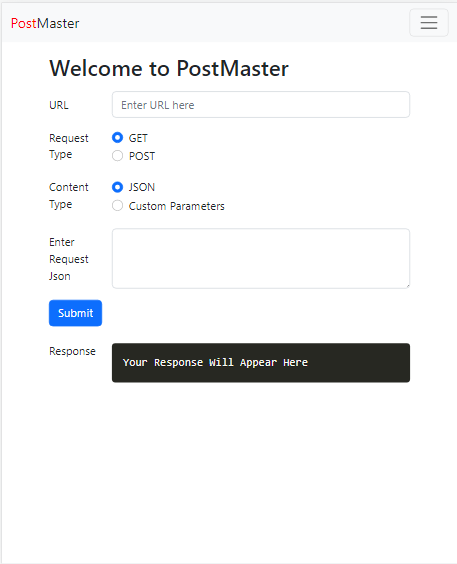 PostMaster
Welcome to PostMaster
URL
Enter URL here
Request
Type
GET
POST
Content
Type
JSON
Custom Parameters
Enter
Request
Json
Submit
Response
Your Response Will Appear Here